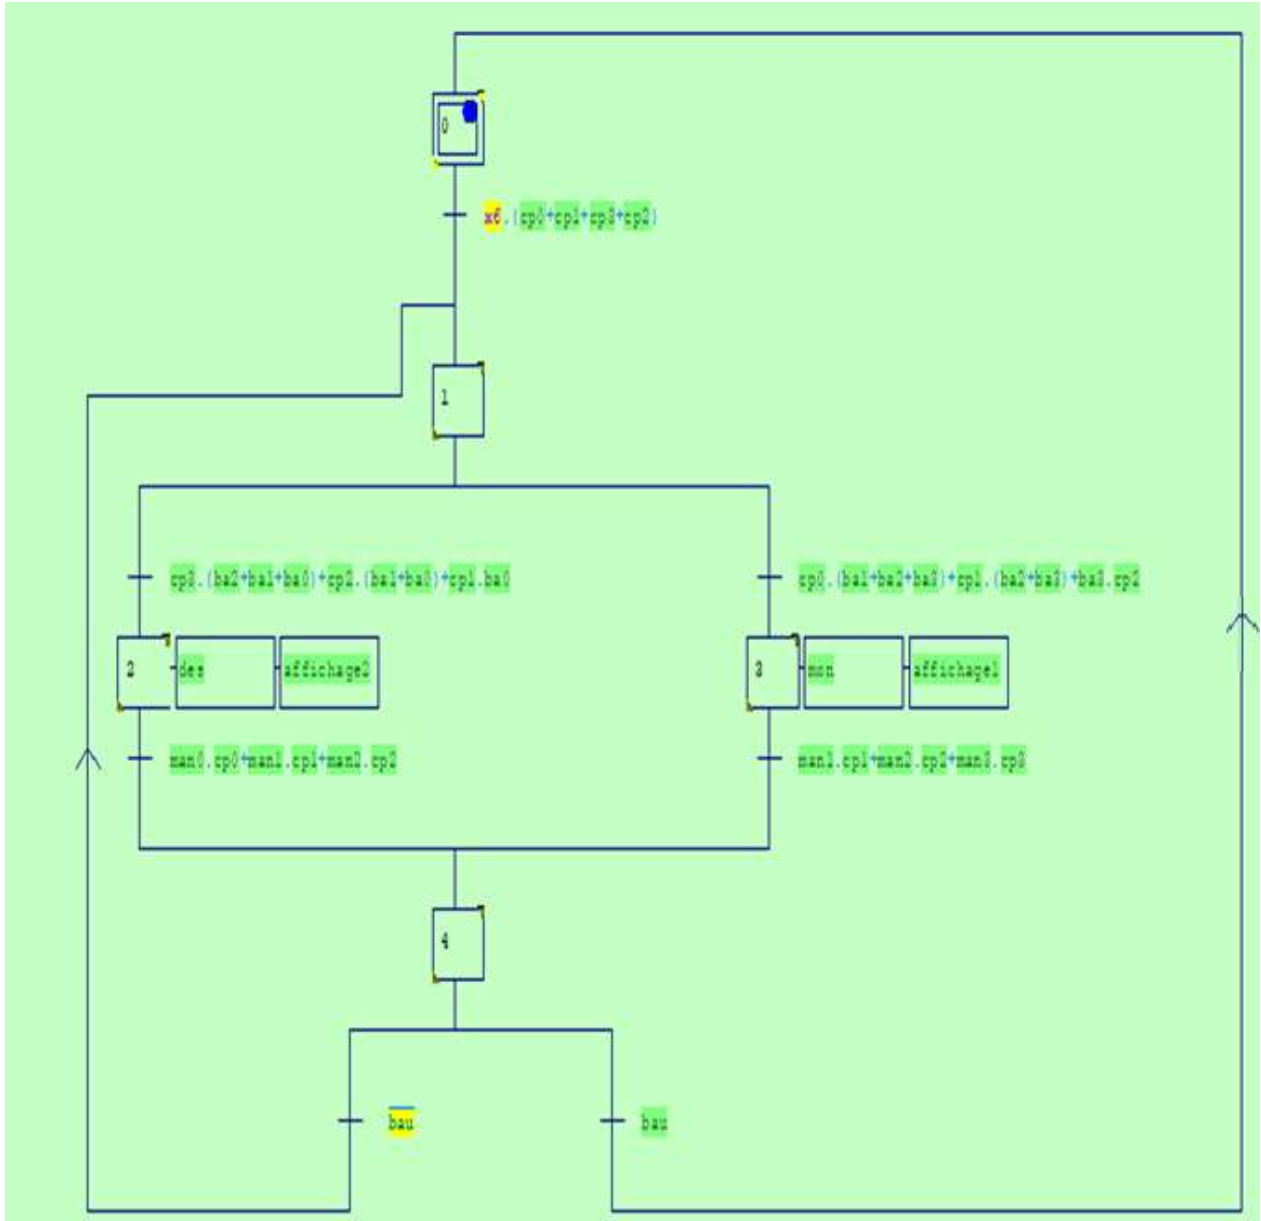 0
x6.(cp0+cp1+cp3+cp2)
1
cp3.(ba2+ba1+ba0)+cp2.(ba1+ba0)+cp1.ba0
cp0.(ba1+ba2+ba3)+cp1.(ba2+ba3)+ba3.cp2
2 des affichage2
3 mon affichage1
man0.cp0+man1.cp1+man2.cp2
man1.cp1+man2.cp2+man3.cp3
4
bau
bau